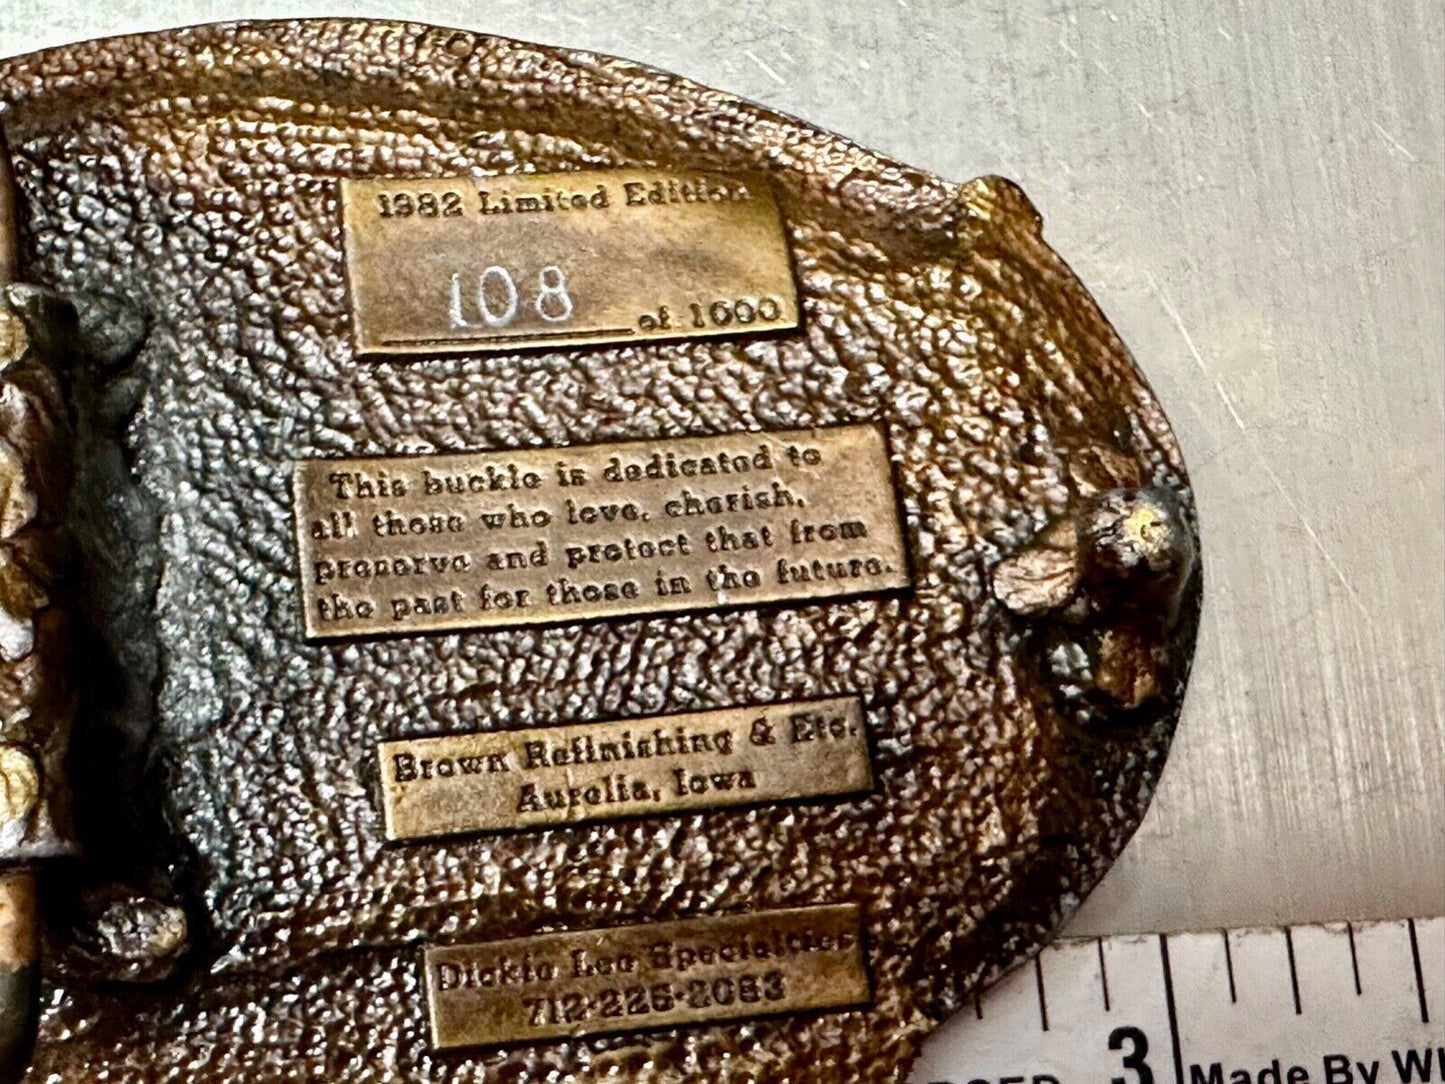 1982 Limited Edition
108 of 1000
This buckle is dedicated to
all those who love, cherish,
preserve and protect that from
the past for those in the future.
Brown Refinishing & Etc.
Aurelia, Iowa
Dickie Lee Specialties
712-225-2083
3
Made By